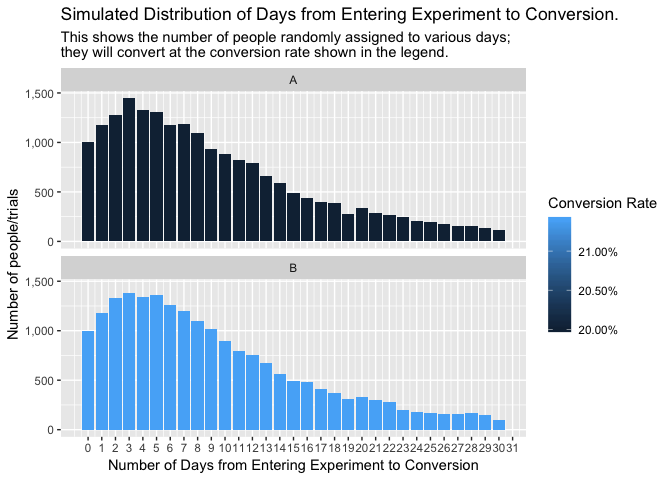 Simulated Distribution of Days from Entering Experiment to Conversion.
This shows the number of people randomly assigned to various days;
they will convert at the conversion rate shown in the legend.
A
1,500
1,000
500
0
B
1,500
1,000
500
0
Number of people/trials
0 1 2 3 4 5 6 7 8 9 10 11 12 13 14 15 16 17 18 19 20 21 22 23 24 25 26 27 28 29 30 31
Number of Days from Entering Experiment to Conversion
Conversion Rate
21.00%
20.50%
20.00%